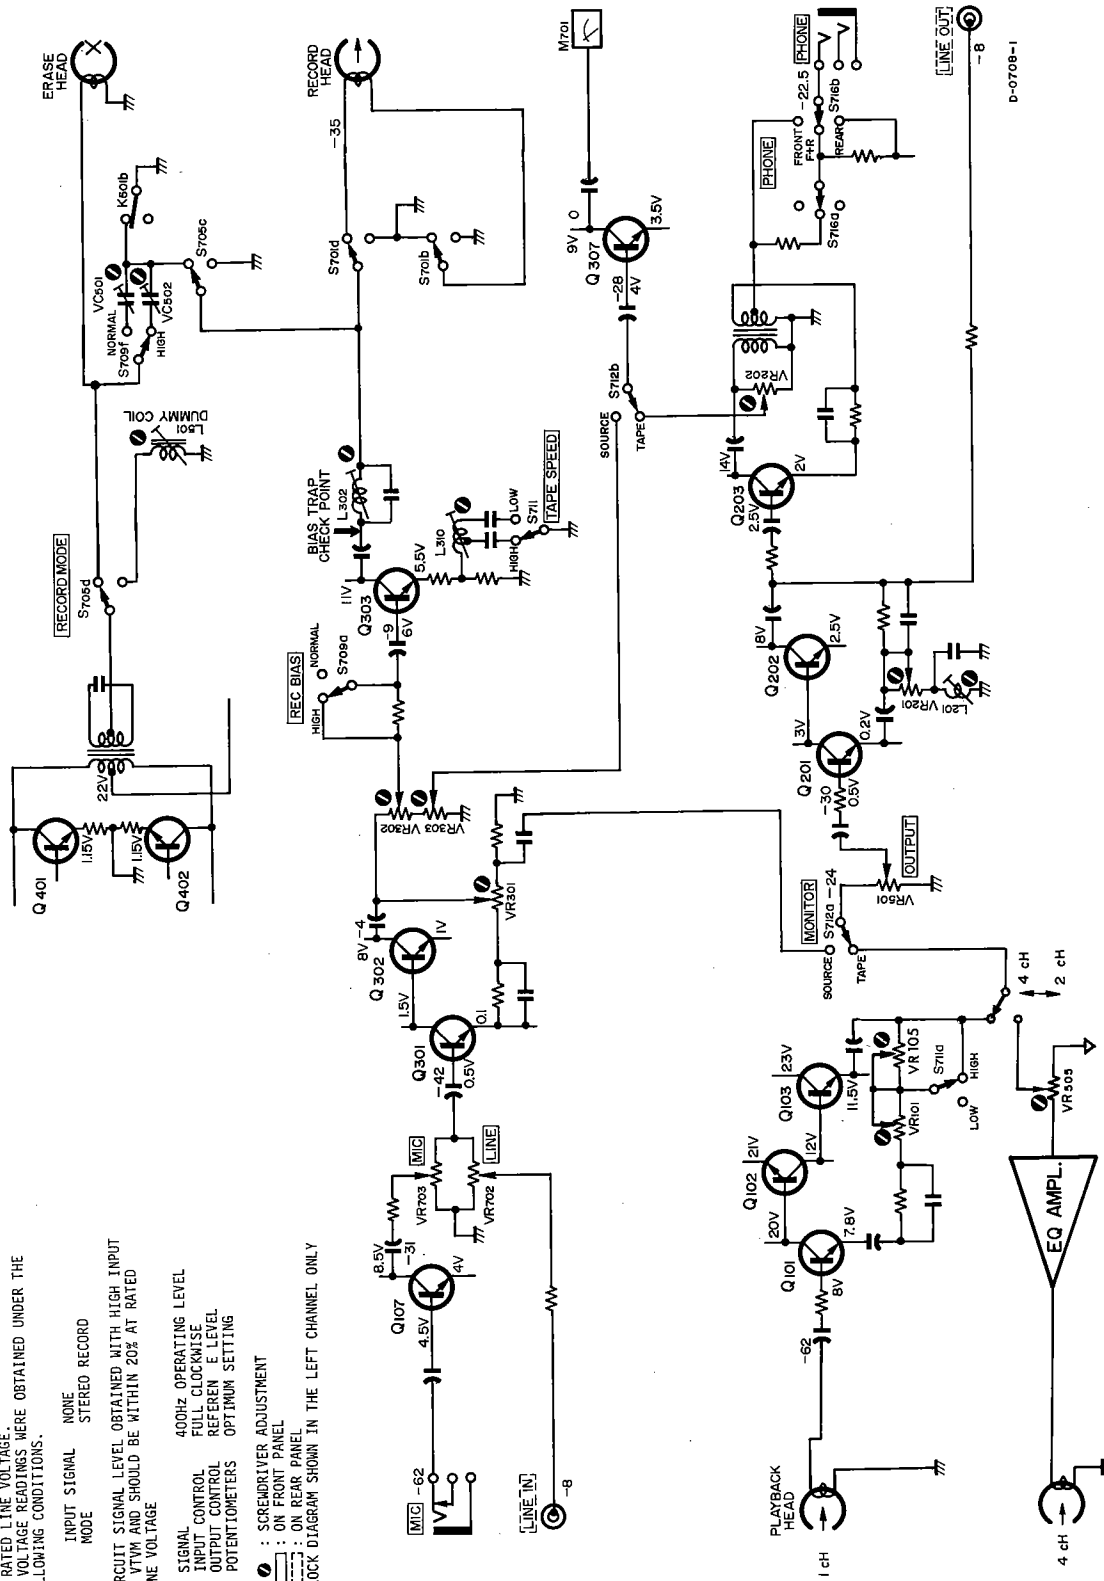 RATED LINE VOLTAGE.
VOLTAGE READINGS WERE OBTAINED UNDER THE
LLOWING CONDITIONS.
INPUT SIGNAL NONE
MODE STEREO RECORD
RCUIT SIGNAL LEVEL OBTAINED WITH HIGH INPUT
VTVM AND SHOULD BE WITHIN 20% AT RATED
NE VOLTAGE
SIGNAL 400Hz OPERATING LEVEL
INPUT CONTROL FULL CLOCKWISE
OUTPUT CONTROL REFEREN E LEVEL
POTENTIOMETERS OPTIMUM SETTING
: SCREWDRIVER ADJUSTMENT
: ON FRONT PANEL
: ON REAR PANEL
OCK DIAGRAM SHOWN IN THE LEFT CHANNEL ONLY
Q401
1.15V
1.15V
Q402
22V
RECORD MODE
S705d
L501
DUMMY COIL
ERASE
HEAD
NORMAL
S709f
HIGH
VC501
VC502
K501b
S705c
RECORD
HEAD
-35
S701d
S701b
BIAS TRAP
CHECK POINT
L302
11V
Q303
5.5V
-9
6V
L310
HIGH
LOW
S711
TAPE SPEED
REC BIAS
HIGH
NORMAL
S709a
VR303
VR302
VR301
8V
-4
Q302
1V
1.5V
Q301
0.1
-42
0.5V
MIC
VR703
LINE
VR702
8.5V
-31
Q107
4V
4.5V
MIC
-62
LINE IN
-8
M701
9V
0
Q307
3.5V
-28
4V
S712b
SOURCE
TAPE
VR202
14V
Q203
2V
2.5V
PHONE
FRONT
F+R
REAR
-22.5
S716b
PHONE
S716a
LINE OUT
-8
D-0708-1
8V
Q202
2.5V
3V
Q201
0.2V
-30
0.5V
L201
VR201
OUTPUT
VR501
MONITOR
S712a
-24
SOURCE
TAPE
4 cH
2 cH
23V
Q103
11.5V
VR105
S711a
HIGH
LOW
VR101
21V
Q102
12V
20V
Q101
7.8V
8V
-62
PLAYBACK
HEAD
1 cH
VR505
EQ AMPL.
4 cH